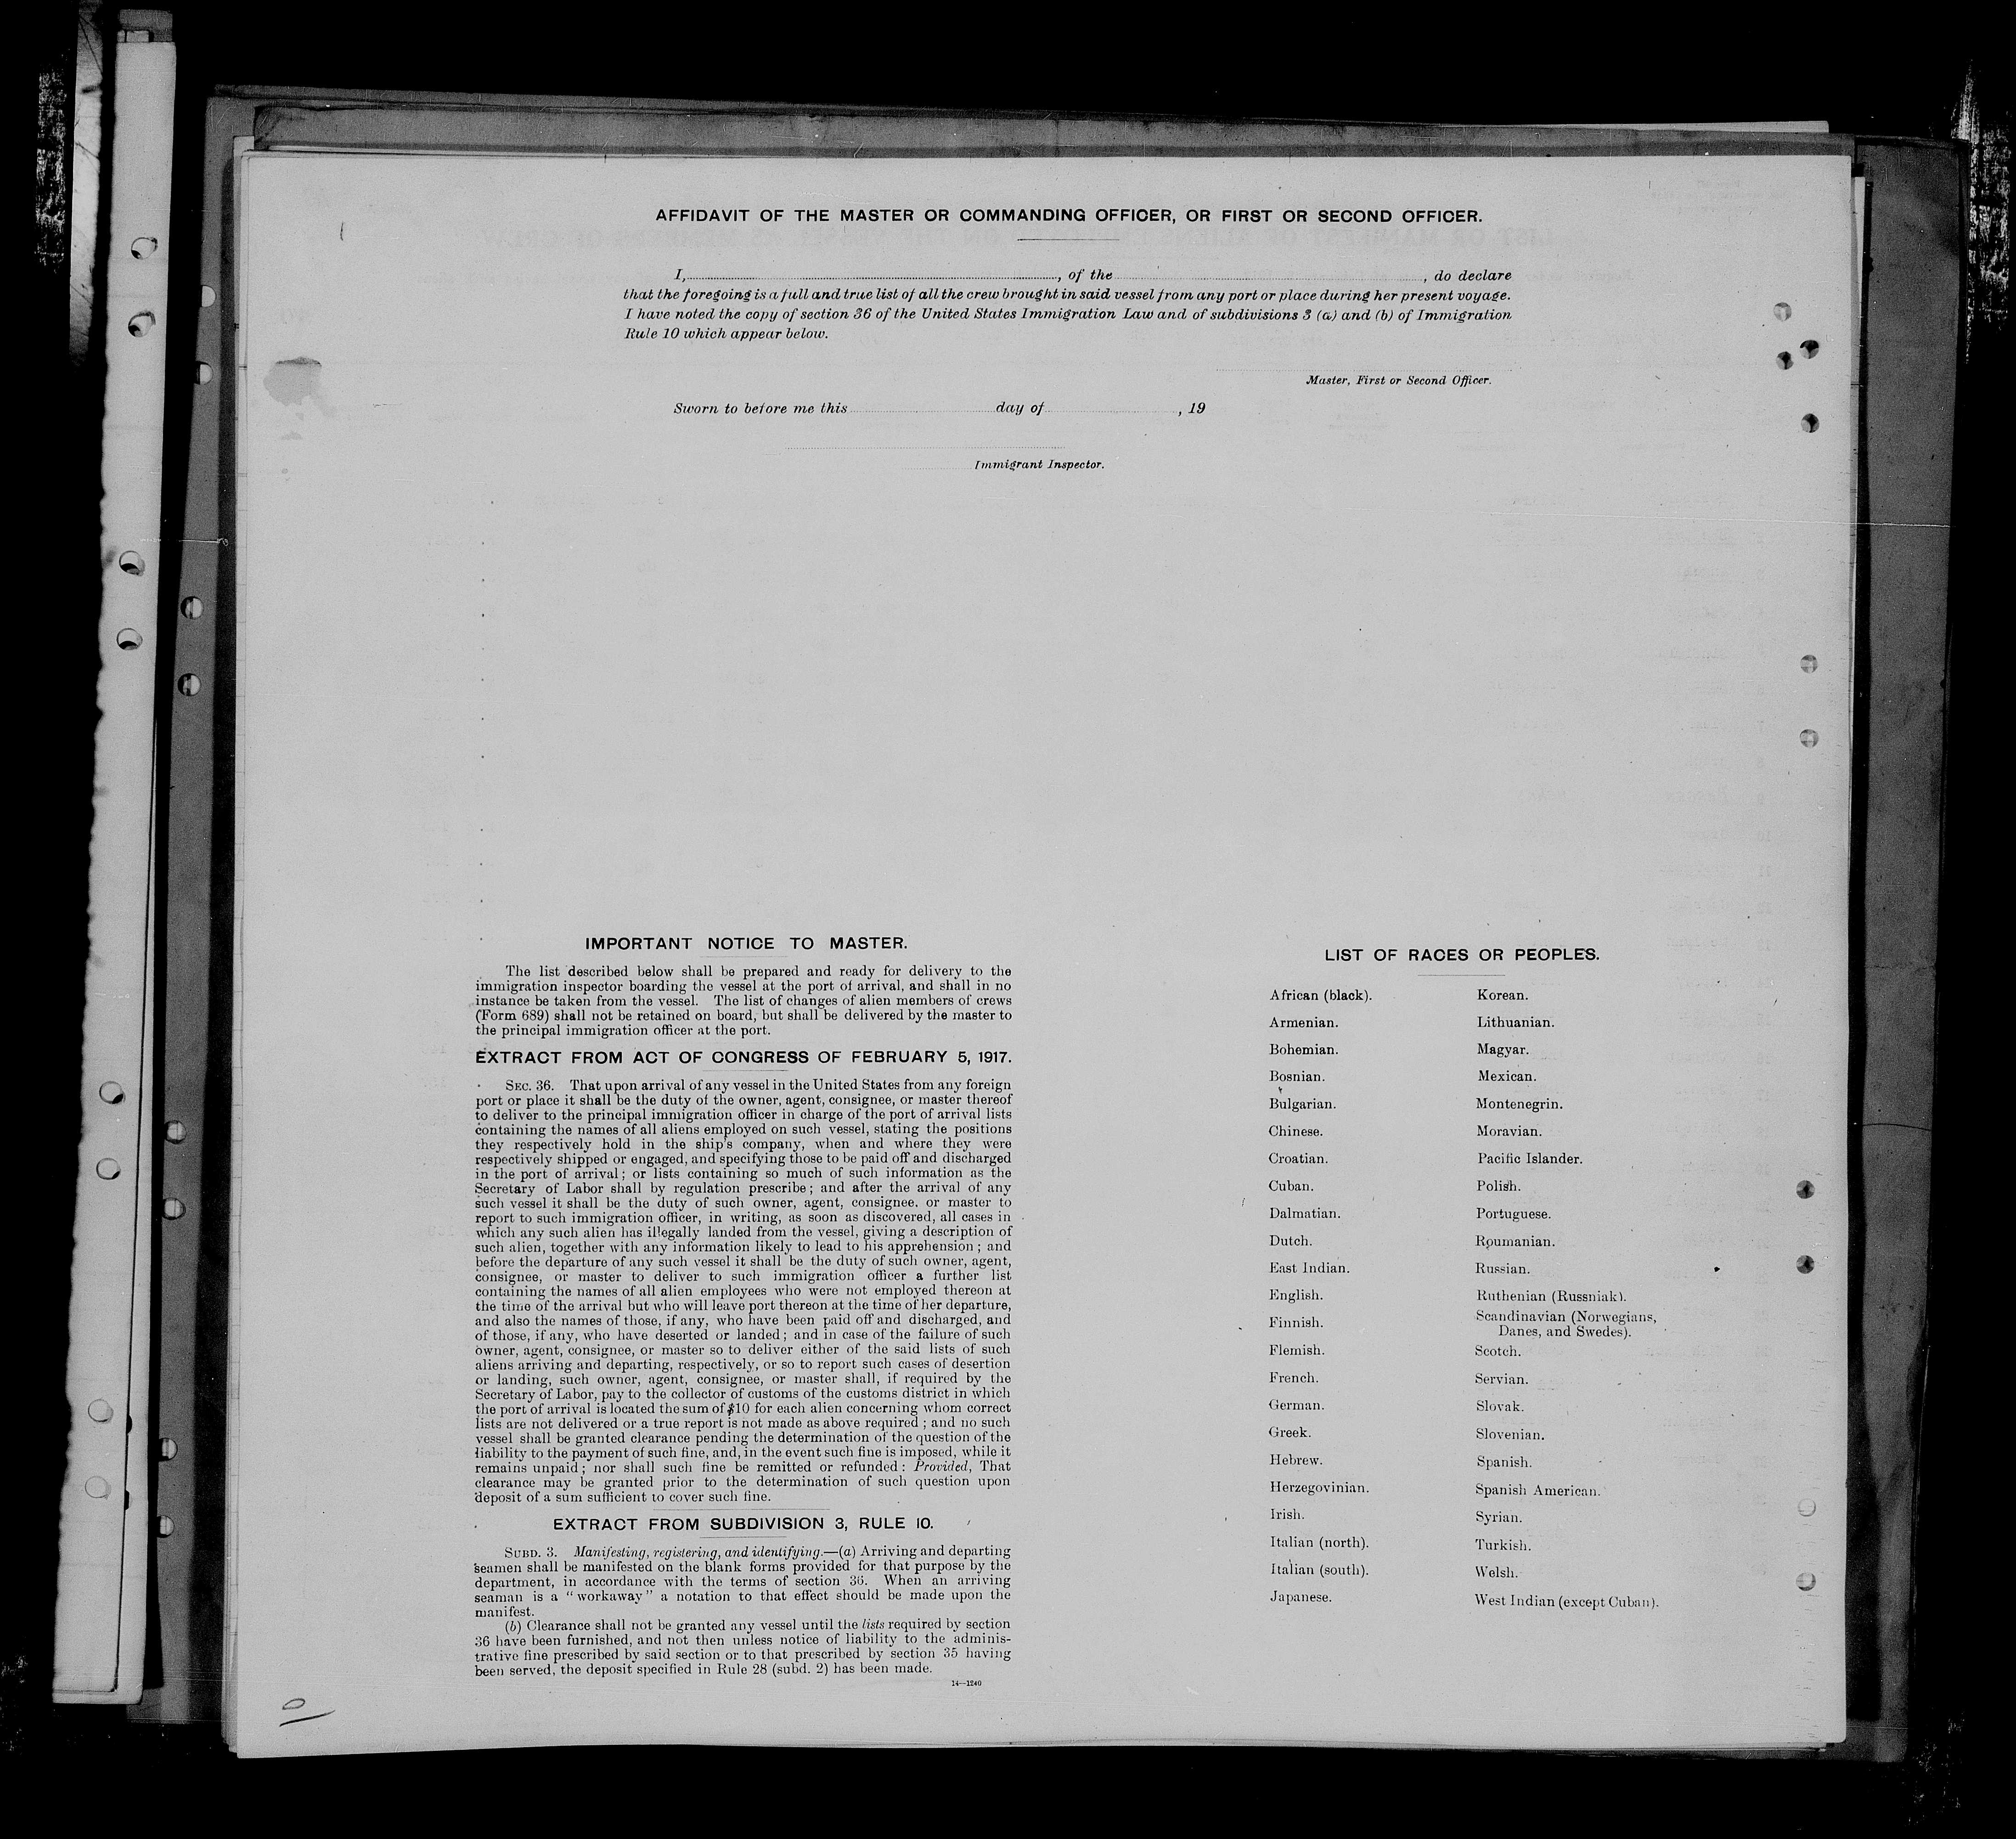 AFFIDAVIT OF THE MASTER OR COMMANDING OFFICER, OR FIRST OR SECOND OFFICER.
I, , of the , do declare
that the foregoing is a full and true list of all the crew brought in said vessel from any port or place during her present voyage.
I have noted the copy of section 36 of the United States Immigration Law and of subdivisions 3 (a) and (b) of Immigration
Rule 10 which appear below.
Master, First or Second Officer.
Sworn to before me this day of , 19
Immigrant Inspector.
IMPORTANT NOTICE TO MASTER.
The list described below shall be prepared and ready for delivery to the
immigration inspector boarding the vessel at the port of arrival, and shall in no
instance be taken from the vessel. The list of changes of alien members of crews
(Form 689) shall not be retained on board, but shall be delivered by the master to
the principal immigration officer at the port.
EXTRACT FROM ACT OF CONGRESS OF FEBRUARY 5, 1917.
SEC. 36. That upon arrival of any vessel in the United States from any foreign
port or place it shall be the duty of the owner, agent, consignee, or master thereof
to deliver to the principal immigration officer in charge of the port of arrival lists
containing the names of all aliens employed on such vessel, stating the positions
they respectively hold in the ship's company, when and where they were
respectively shipped or engaged, and specifying those to be paid off and discharged
in the port of arrival; or lists containing so much of such information as the
Secretary of Labor shall by regulation prescribe; and after the arrival of any
such vessel it shall be the duty of such owner, agent, consignee. or master to
report to such immigration officer, in writing, as soon as discovered, all cases in
which any such alien has illegally landed from the vessel, giving a description of
such alien, together with any information likely to lead to his apprehension; and
before the departure of any such vessel it shall be the duty of such owner, agent,
consignee, or master to deliver to such immigration officer a further list
containing the names of all alien employees who were not employed thereon at
the time of the arrival but who will leave port thereon at the time of her departure,
and also the names of those, if any, who have been paid off and discharged, and
of those, if any, who have deserted or landed; and in case of the failure of such
owner, agent, consignee, or master so to deliver either of the said lists of such
aliens arriving and departing, respectively, or so to report such cases of desertion
or landing, such owner, agent, consignee, or master shall, if required by the
Secretary of Labor, pay to the collector of customs of the customs district in which
the port of arrival is located the sum of $10 for each alien concerning whom correct
lists are not delivered or a true report is not made as above required; and no such
vessel shall be granted clearance pending the determination of the question of the
liability to the payment of such fine, and, in the event such fine is imposed, while it
remains unpaid; nor shall such fine be remitted or refunded: Provided, That
clearance may be granted prior to the determination of such question upon
deposit of a sum sufficient to cover such fine.
EXTRACT FROM SUBDIVISION 3, RULE 10.
SUBD. 3. Manifesting, registering, and identifying.—(a) Arriving and departing
seamen shall be manifested on the blank forms provided for that purpose by the
department, in accordance with the terms of section 36. When an arriving
seaman is a "workaway" a notation to that effect should be made upon the
manifest.
(b) Clearance shall not be granted any vessel until the lists required by section
36 have been furnished, and not then unless notice of liability to the adminis-
trative fine prescribed by said section or to that prescribed by section 35 having
been served, the deposit specified in Rule 28 (subd. 2) has been made.
14—1240
LIST OF RACES OR PEOPLES.
African (black).
Armenian.
Bohemian.
Bosnian.
Bulgarian.
Chinese.
Croatian.
Cuban.
Dalmatian.
Dutch.
East Indian.
English.
Finnish.
Flemish.
French.
German.
Greek.
Hebrew.
Herzegovinian.
Irish.
Italian (north).
Italian (south).
Japanese.
Korean.
Lithuanian.
Magyar.
Mexican.
Montenegrin.
Moravian.
Pacific Islander.
Polish.
Portuguese.
Roumanian.
Russian.
Ruthenian (Russniak).
Scandinavian (Norwegians,
Danes, and Swedes).
Scotch.
Servian.
Slovak.
Slovenian.
Spanish.
Spanish American.
Syrian.
Turkish.
Welsh.
West Indian (except Cuban).